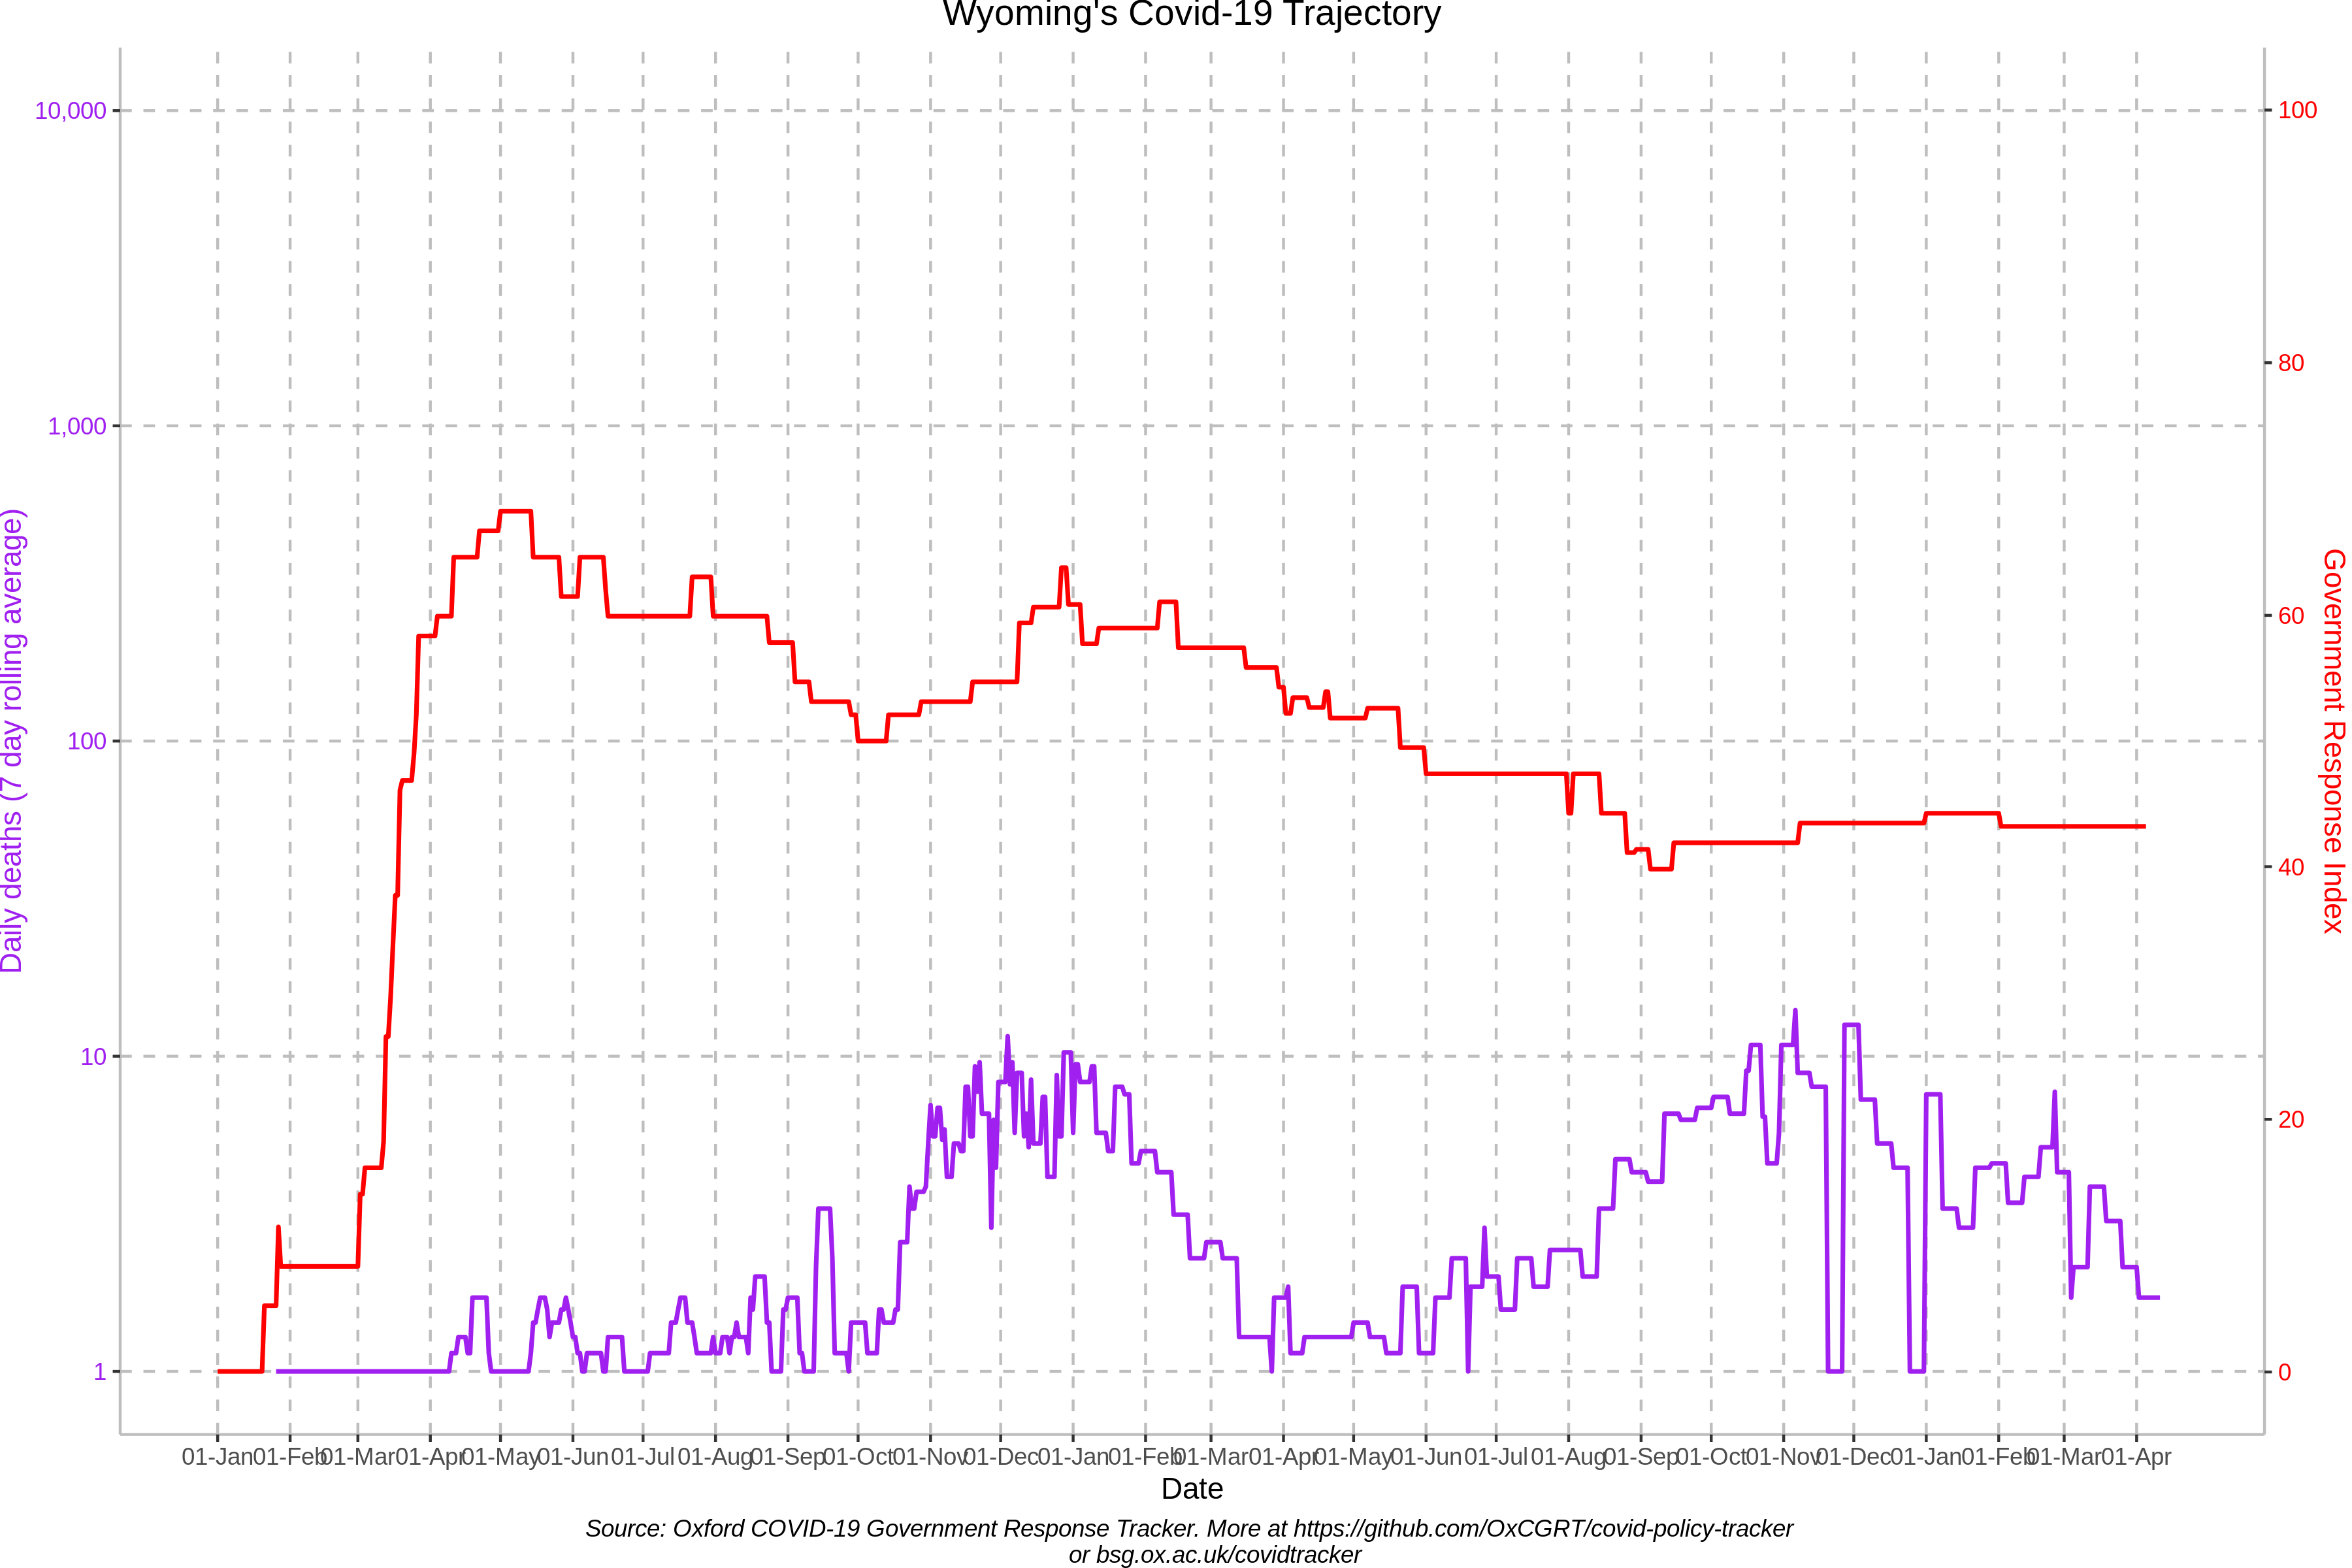 Wyoming's Covid-19 Trajectory
10,000
1,000
100
10
1
Daily deaths (7 day rolling average)
100
80
60
40
20
0
Government Response Index
01-Jan 01-Feb 01-Mar 01-Apr 01-May 01-Jun 01-Jul 01-Aug 01-Sep 01-Oct 01-Nov 01-Dec 01-Jan 01-Feb 01-Mar 01-Apr 01-May 01-Jun 01-Jul 01-Aug 01-Sep 01-Oct 01-Nov 01-Dec 01-Jan 01-Feb 01-Mar 01-Apr
Date
Source: Oxford COVID-19 Government Response Tracker. More at https://github.com/OxCGRT/covid-policy-tracker
or bsg.ox.ac.uk/covidtracker